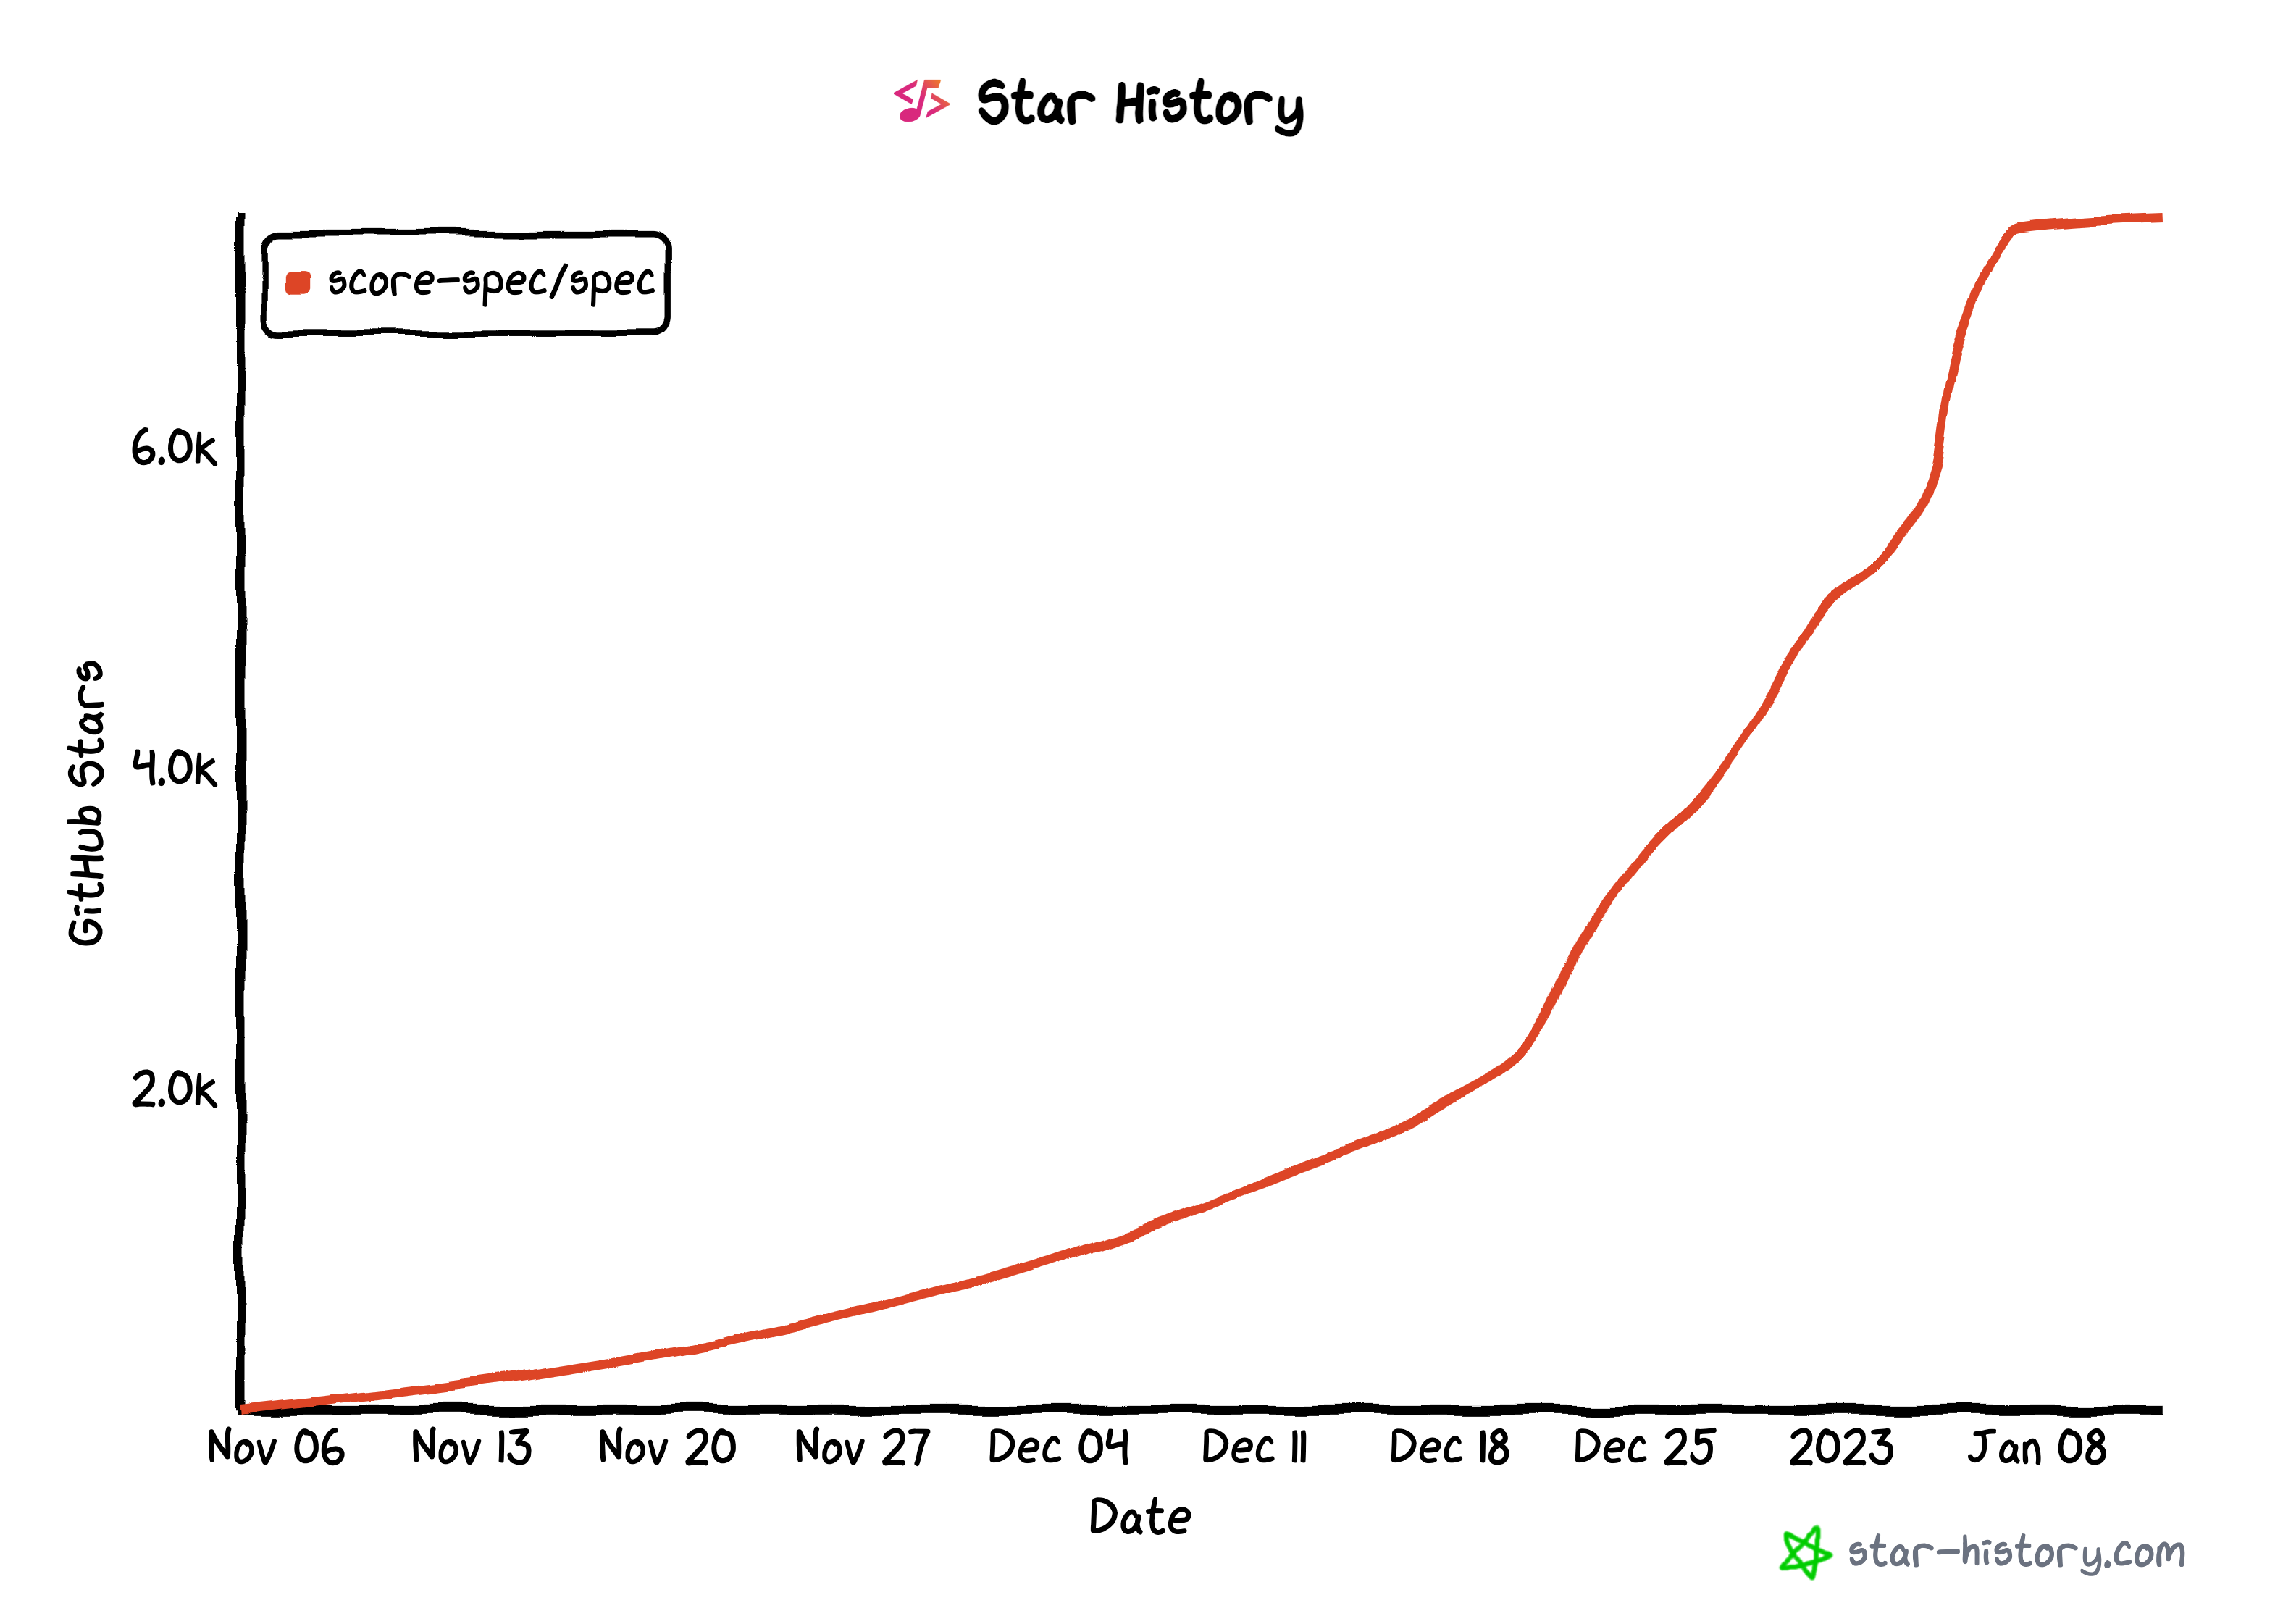 Star History
score-spec/spec
6.0k
4.0k
2.0k
GitHub Stars
Nov 06 Nov 13 Nov 20 Nov 27 Dec 04 Dec 11 Dec 18 Dec 25 2023 Jan 08
Date
star-history.com